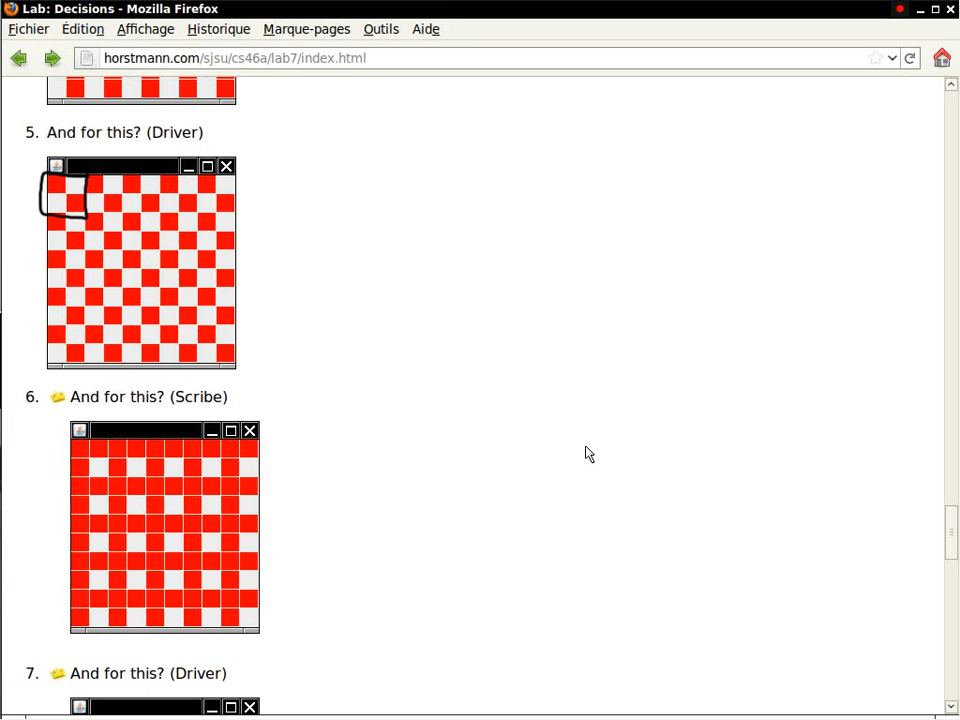 Lab: Decisions - Mozilla Firefox
Fichier Édition Affichage Historique Marque-pages Outils Aide
horstmann.com/sjsu/cs46a/lab7/index.html
5. And for this? (Driver)
6. And for this? (Scribe)
7. And for this? (Driver)